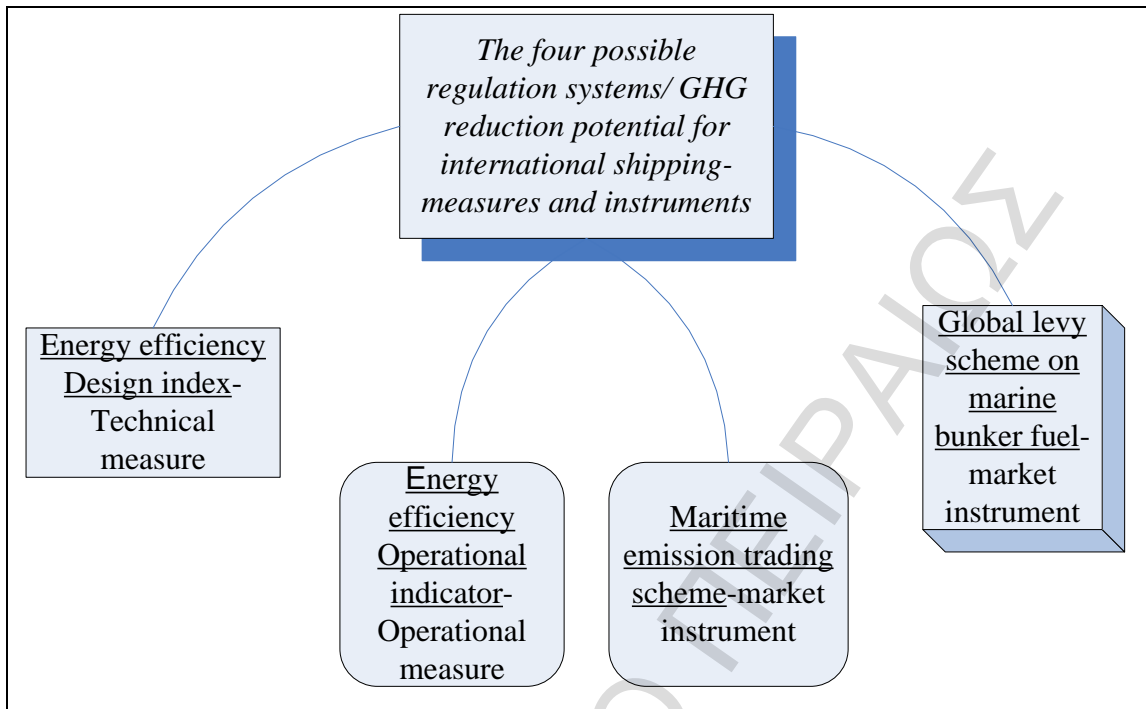 The four possible
regulation systems/ GHG
reduction potential for
international shipping-
measures and instruments
Energy efficiency
Design index-
Technical
measure
Energy
efficiency
Operational
indicator-
Operational
measure
Maritime
emission trading
scheme-market
instrument
Global levy
scheme on
marine
bunker fuel-
market
instrument
ΠΕΙΡΑΙΩΣ